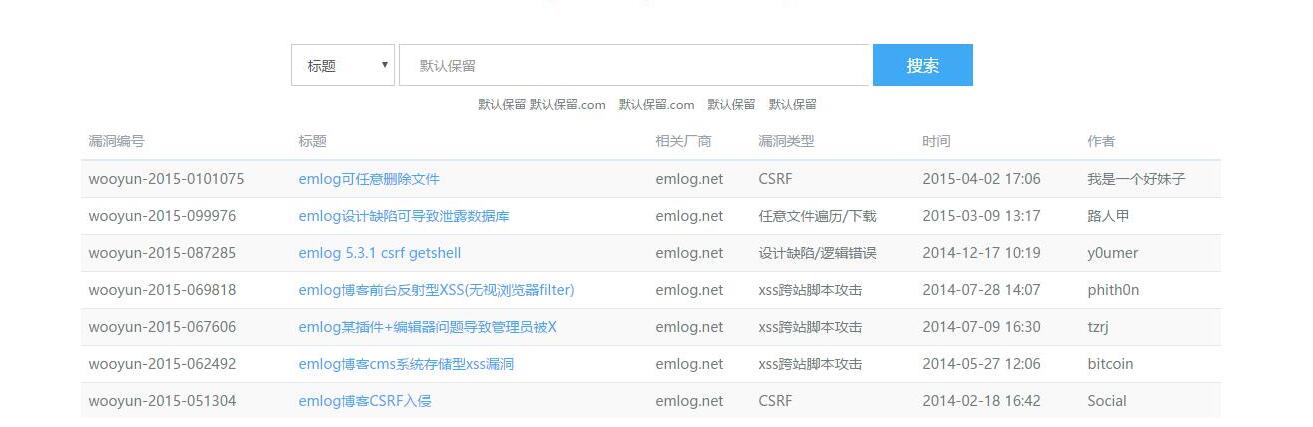 标题 默认保留 搜索
默认保留 默认保留.com 默认保留.com 默认保留 默认保留
漏洞编号 标题 相关厂商 漏洞类型 时间 作者
wooyun-2015-0101075 emlog可任意删除文件 emlog.net CSRF 2015-04-02 17:06 我是一个好妹子
wooyun-2015-099976 emlog设计缺陷可导致泄露数据库 emlog.net 任意文件遍历/下载 2015-03-09 13:17 路人甲
wooyun-2015-087285 emlog 5.3.1 csrf getshell emlog.net 设计缺陷/逻辑错误 2014-12-17 10:19 y0umer
wooyun-2015-069818 emlog博客前台反射型XSS(无视浏览器filter) emlog.net xss跨站脚本攻击 2014-07-28 14:07 phith0n
wooyun-2015-067606 emlog某插件+编辑器问题导致管理员被X emlog.net xss跨站脚本攻击 2014-07-09 16:30 tzrj
wooyun-2015-062492 emlog博客cms系统存储型xss漏洞 emlog.net xss跨站脚本攻击 2014-05-27 12:06 bitcoin
wooyun-2015-051304 emlog博客CSRF入侵 emlog.net CSRF 2014-02-18 16:42 Social